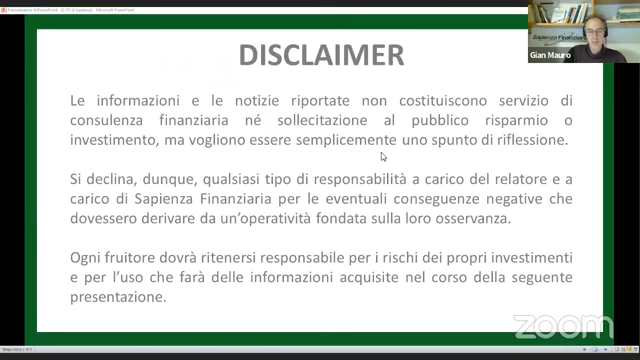 DISCLAIMER
Le informazioni e le notizie riportate non costituiscono servizio di
consulenza finanziaria né sollecitazione al pubblico risparmio o
investimento, ma vogliono essere semplicemente uno spunto di riflessione.
Si declina, dunque, qualsiasi tipo di responsabilità a carico del relatore e a
carico di Sapienza Finanziaria per le eventuali conseguenze negative che
dovessero derivare da un'operatività fondata sulla loro osservanza.
Ogni fruitore dovrà ritenersi responsabile per i rischi dei propri investimenti
e per l'uso che farà delle informazioni acquisite nel corso della seguente
presentazione.
Sapienza Finanziaria
Gian Mauro
zoom